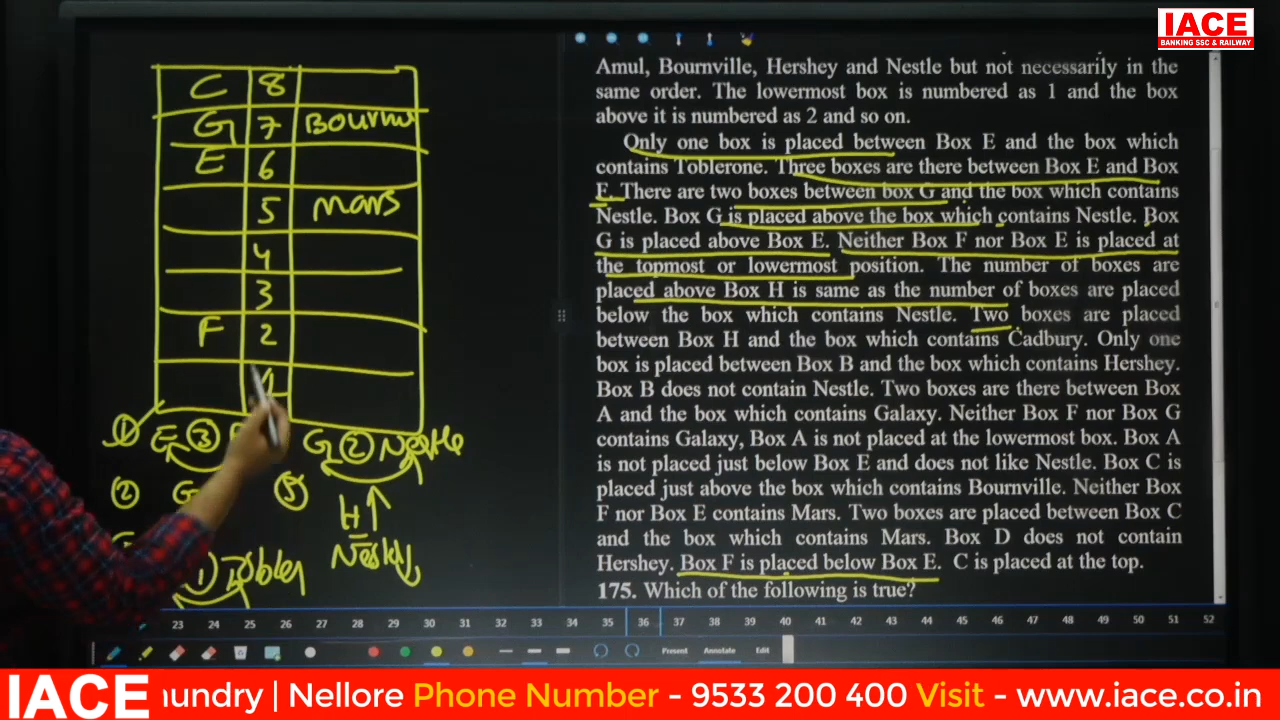 IACE
BANKING SSC & RAILWAY
C 8
G 7 Bourn
E 6
5 Mars
4
3
F 2
1
① E ③ G ② Nestle
② G ⑤
H
Nestle
①
Amul, Bournville, Hershey and Nestle but not necessarily in the
same order. The lowermost box is numbered as 1 and the box
above it is numbered as 2 and so on.
Only one box is placed between Box E and the box which
contains Toblerone. Three boxes are there between Box E and Box
F. There are two boxes between box G and the box which contains
Nestle. Box G is placed above the box which contains Nestle. Box
G is placed above Box E. Neither Box F nor Box E is placed at
the topmost or lowermost position. The number of boxes are
placed above Box H is same as the number of boxes are placed
below the box which contains Nestle. Two boxes are placed
between Box H and the box which contains Cadbury. Only one
box is placed between Box B and the box which contains Hershey.
Box B does not contain Nestle. Two boxes are there between Box
A and the box which contains Galaxy. Neither Box F nor Box G
contains Galaxy, Box A is not placed at the lowermost box. Box A
is not placed just below Box E and does not like Nestle. Box C is
placed just above the box which contains Bournville. Neither Box
F nor Box E contains Mars. Two boxes are placed between Box C
and the box which contains Mars. Box D does not contain
Hershey. Box F is placed below Box E. C is placed at the top.
175. Which of the following is true?
23 24 25 26 27 28 29 30 31 32 33 34 35 36 37 38 39 40 41 42 43 44 45 46 47 48 49 50 51 52
Present Annotate Edit
IACE
undry | Nellore Phone Number - 9533 200 400 Visit - www.iace.co.in